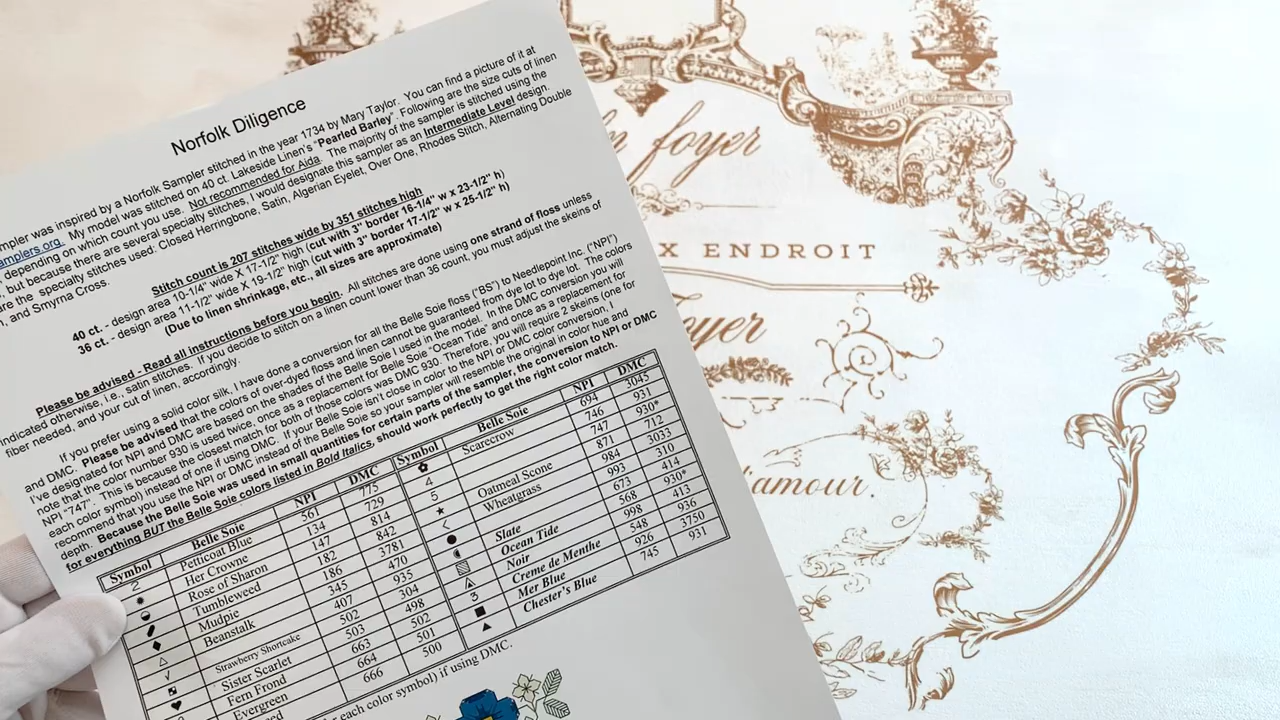 Norfolk Diligence
was inspired by a Norfolk Sampler stitched in the year 1734 by Mary Taylor. You can find a picture of it at
amplers.org. My model was stitched on 40 ct. Lakeside Linen's "Pearled Barley". Following are the size cuts of linen
depending on which count you use. Not recommended for Aida. The majority of the sampler is stitched using the
but because there are several specialty stitches, I would designate this sampler as an Intermediate Level design.
the specialty stitches used: Closed Herringbone, Satin, Algerian Eyelet, Over One, Rhodes Stitch, Alternating Double
and Smyrna Cross.
Stitch count is 207 stitches wide by 351 stitches high
40 ct. - design area 10-1/4" wide X 17-1/2" high (cut with 3" border 16-1/4" w x 23-1/2" h)
36 ct. - design area 11-1/2" wide X 19-1/2" high (cut with 3" border 17-1/2" w x 25-1/2" h)
(Due to linen shrinkage, etc., all sizes are approximate)
Please be advised - Read all instructions before you begin. All stitches are done using one strand of floss unless
indicated otherwise, i.e., satin stitches. If you decide to stitch on a linen count lower than 36 count, you must adjust the skeins of
fiber needed, and your cut of linen, accordingly.
If you prefer using a solid color silk, I have done a conversion for all the Belle Soie floss ("BS") to Needlepoint Inc. ("NPI")
and DMC. Please be advised that the colors of over-dyed floss and linen cannot be guaranteed from dye lot to dye lot. The colors
I've designated for NPI and DMC are based on the shades of the Belle Soie I used in the model. In the DMC conversion you will
note that the color number 930 is used twice, once as a replacement for Belle Soie "Ocean Tide" and once as a replacement for
NPI "747". This is because the closest match for both of those colors was DMC 930. Therefore, you will require 2 skeins (one for
each color symbol) instead of one if using DMC. If your Belle Soie isn't close in color to the NPI or DMC color conversion, I
recommend that you use the NPI or DMC instead of the Belle Soie so your sampler will resemble the original in color hue and
depth. Because the Belle Soie was used in small quantities for certain parts of the sampler, the conversion to NPI or DMC
for everything BUT the Belle Soie colors listed in Bold Italics, should work perfectly to get the right color match.
Symbol Belle Soie NPI DMC
Petticoat Blue 561 775
Her Crowne 134 729
Rose of Sharon 147 814
Tumbleweed 182 842
Mudpie 186 3781
Beanstalk 345 470
407 935
Strawberry Shortcake 502 304
Sister Scarlet 503 498
Fern Frond 663 502
Evergreen 664 501
666 500
Symbol Belle Soie NPI DMC
Scarecrow 694 3045
4 746 931
5 747 930*
Oatmeal Scone 871 712
Wheatgrass 984 3033
993 310
Slate 673 414
Ocean Tide 568 930*
Noir 998 413
Creme de Menthe 548 936
Mer Blue 926 3750
Chester's Blue 745 931
each color symbol) if using DMC.
foyer
X ENDROIT
oyer
amour.